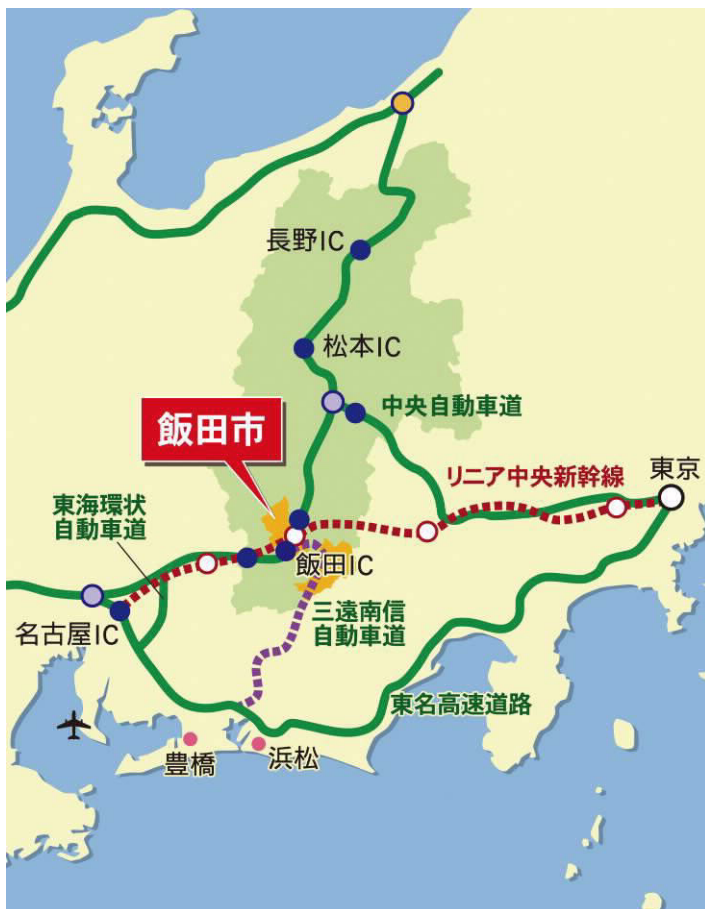 長野IC
松本IC
中央自動車道
飯田市
リニア中央新幹線
東京
東海環状
自動車道
飯田IC
名古屋IC
三遠南信
自動車道
東名高速道路
豊橋
浜松